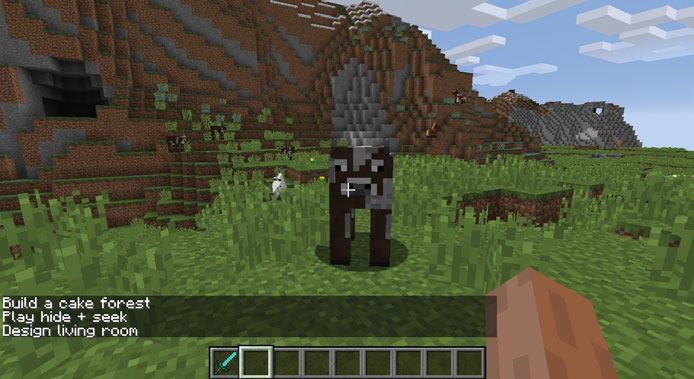 Build a cake forest
Play hide + seek
Design living room